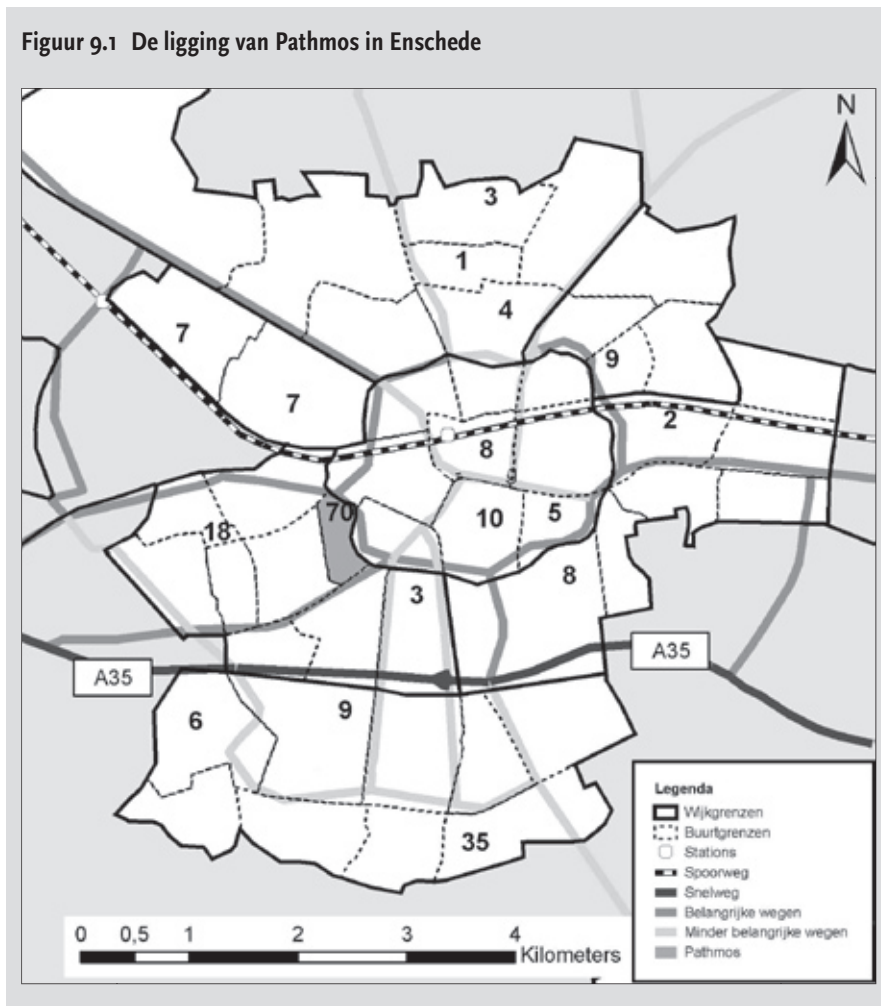 Figuur 9.1 De ligging van Pathmos in Enschede
N
3
1
4
7
9
7
2
8
70
10
5
18
8
3
A35
A35
9
6
35
Legenda
Wijkgrenzen
Buurtgrenzen
Stations
Spoorweg
Snelweg
Belangrijke wegen
Minder belangrijke wegen
Pathmos
0 0,5 1 2 3 4
Kilometers